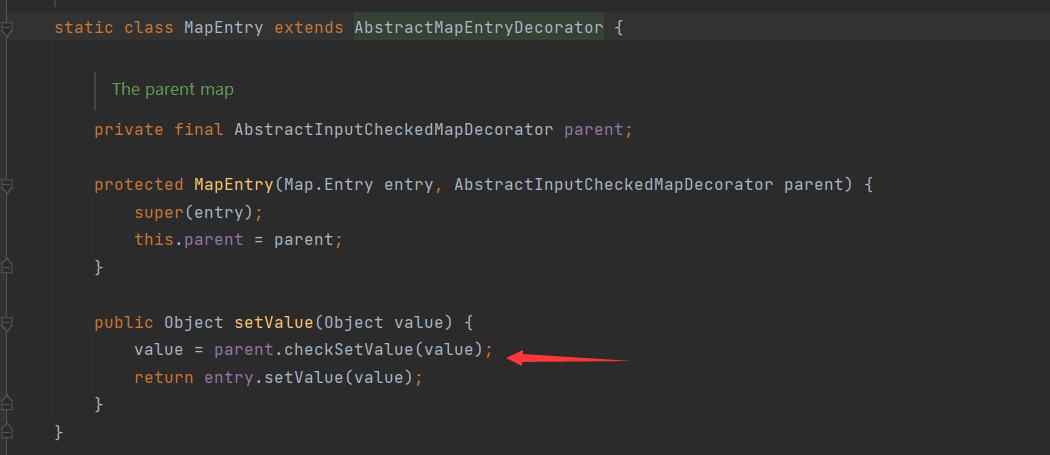 static class MapEntry extends AbstractMapEntryDecorator {
The parent map
private final AbstractInputCheckedMapDecorator parent;
protected MapEntry(Map.Entry entry, AbstractInputCheckedMapDecorator parent) {
super(entry);
this.parent = parent;
}
public Object setValue(Object value) {
value = parent.checkSetValue(value);
return entry.setValue(value);
}
}